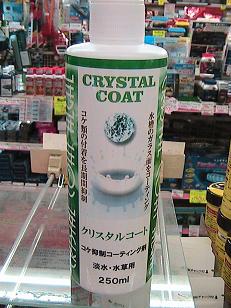 CRYSTAL
COAT
水槽のガラス面をコーティング
コケ類の付着を長期間抑制
クリスタルコート
コケ抑制コーティング剤
淡水・水草用
250ml